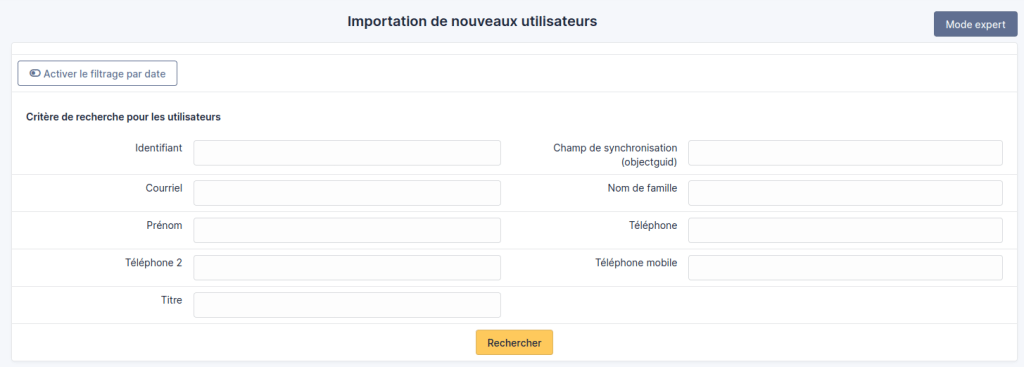 Importation de nouveaux utilisateurs
Mode expert
Activer le filtrage par date
Critère de recherche pour les utilisateurs
Identifiant
Champ de synchronisation
(objectguid)
Courriel
Nom de famille
Prénom
Téléphone
Téléphone 2
Téléphone mobile
Titre
Rechercher